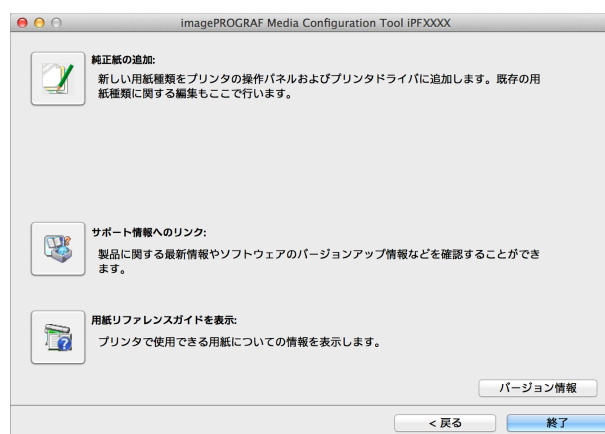 imagePROGRAF Media Configuration Tool iPFXXXX
純正紙の追加:
新しい用紙種類をプリンタの操作パネルおよびプリンタドライバに追加します。既存の用
紙種類に関する編集もここで行います。
サポート情報へのリンク:
製品に関する最新情報やソフトウェアのバージョンアップ情報などを確認することができ
ます。
用紙リファレンスガイドを表示:
プリンタで使用できる用紙についての情報を表示します。
バージョン情報
< 戻る
終了